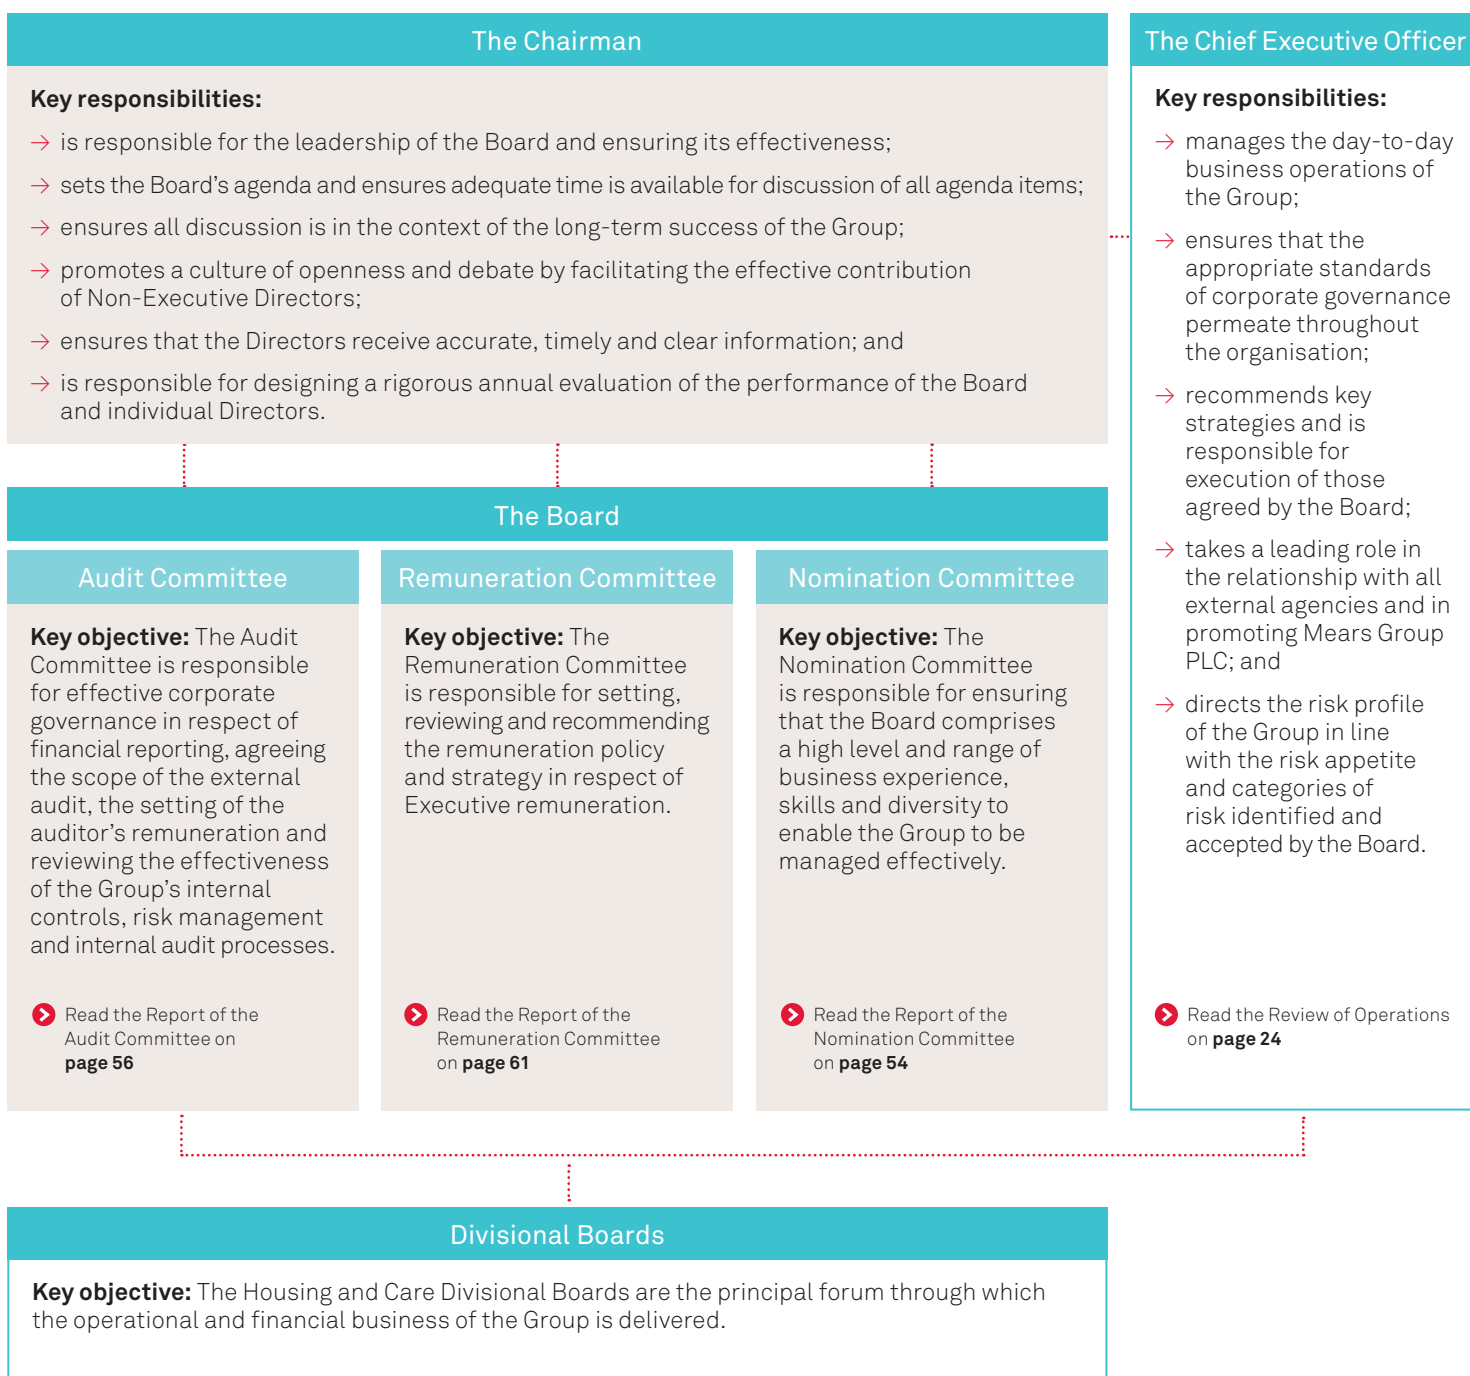 The Chairman
Key responsibilities:
→ is responsible for the leadership of the Board and ensuring its effectiveness;
→ sets the Board’s agenda and ensures adequate time is available for discussion of all agenda items;
→ ensures all discussion is in the context of the long-term success of the Group;
→ promotes a culture of openness and debate by facilitating the effective contribution
of Non-Executive Directors;
→ ensures that the Directors receive accurate, timely and clear information; and
→ is responsible for designing a rigorous annual evaluation of the performance of the Board
and individual Directors.
The Chief Executive Officer
Key responsibilities:
→ manages the day-to-day
business operations of
the Group;
→ ensures that the
appropriate standards
of corporate governance
permeate throughout
the organisation;
→ recommends key
strategies and is
responsible for
execution of those
agreed by the Board;
→ takes a leading role in
the relationship with all
external agencies and in
promoting Mears Group
PLC; and
→ directs the risk profile
of the Group in line
with the risk appetite
and categories of
risk identified and
accepted by the Board.
Read the Review of Operations
on page 24
The Board
Audit Committee
Key objective: The Audit
Committee is responsible
for effective corporate
governance in respect of
financial reporting, agreeing
the scope of the external
audit, the setting of the
auditor’s remuneration and
reviewing the effectiveness
of the Group’s internal
controls, risk management
and internal audit processes.
Read the Report of the
Audit Committee on
page 56
Remuneration Committee
Key objective: The
Remuneration Committee
is responsible for setting,
reviewing and recommending
the remuneration policy
and strategy in respect of
Executive remuneration.
Read the Report of the
Remuneration Committee
on page 61
Nomination Committee
Key objective: The
Nomination Committee
is responsible for ensuring
that the Board comprises
a high level and range of
business experience,
skills and diversity to
enable the Group to be
managed effectively.
Read the Report of the
Nomination Committee
on page 54
Divisional Boards
Key objective: The Housing and Care Divisional Boards are the principal forum through which
the operational and financial business of the Group is delivered.